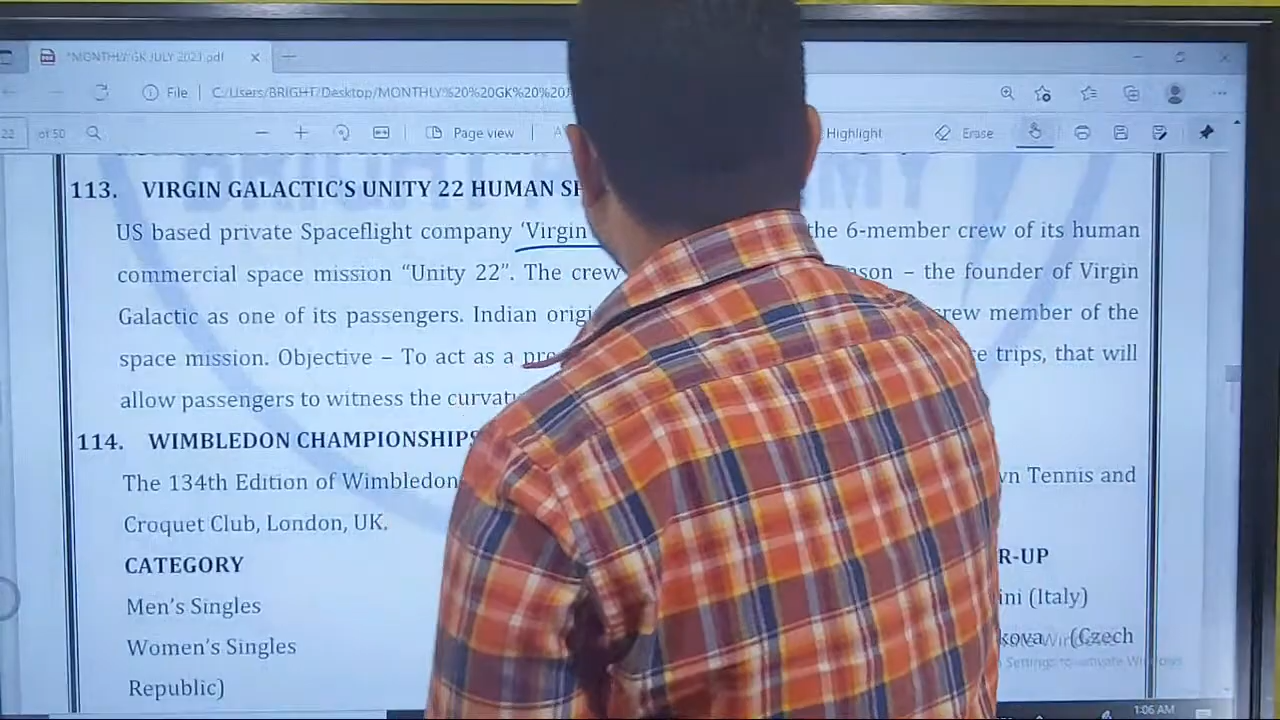 *MONTHLY GK JULY 2021.pdf
File C:/Users/BRIGHT/Desktop/MONTHLY%20%20GK%20%20J
22 of 50 Page view Highlight Erase
113. VIRGIN GALACTIC'S UNITY 22 HUMAN
US based private Spaceflight company 'Virgin the 6-member crew of its human
commercial space mission “Unity 22”. The crew nson – the founder of Virgin
Galactic as one of its passengers. Indian origi crew member of the
space mission. Objective – To act as a pre e trips, that will
allow passengers to witness the curvatu
114. WIMBLEDON CHAMPIONSHIPS
The 134th Edition of Wimbledon wn Tennis and
Croquet Club, London, UK.
CATEGORY R-UP
Men's Singles ini (Italy)
Women's Singles kova (Czech
Republic)
1:06 AM